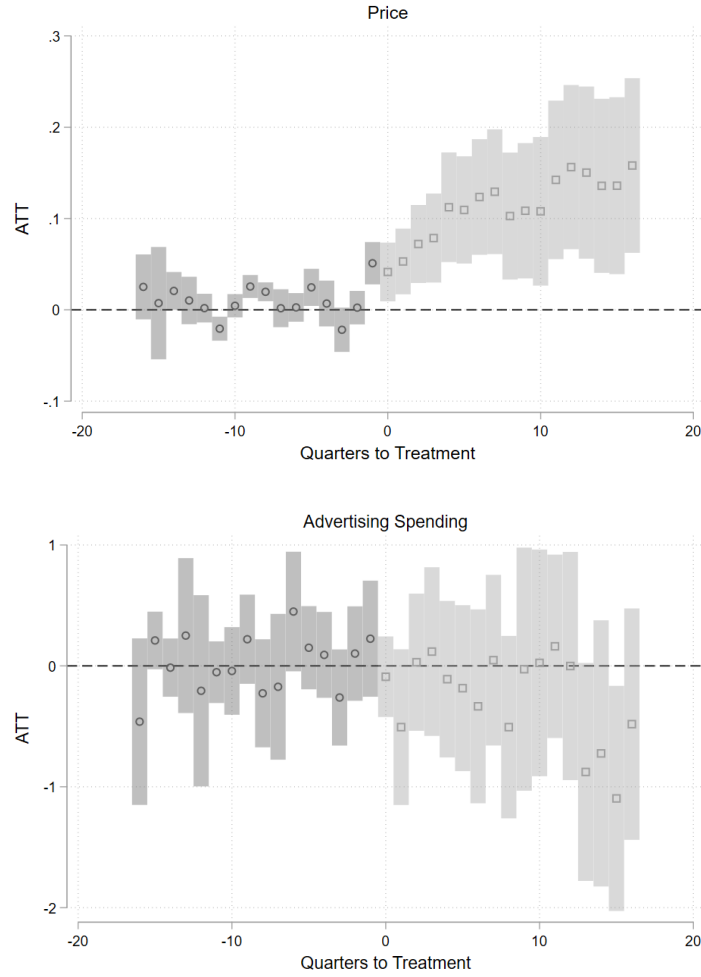 Price
.3
.2
.1
0
-.1
ATT
-20 -10 0 10 20
Quarters to Treatment
Advertising Spending
1
0
-1
-2
ATT
-20 -10 0 10 20
Quarters to Treatment